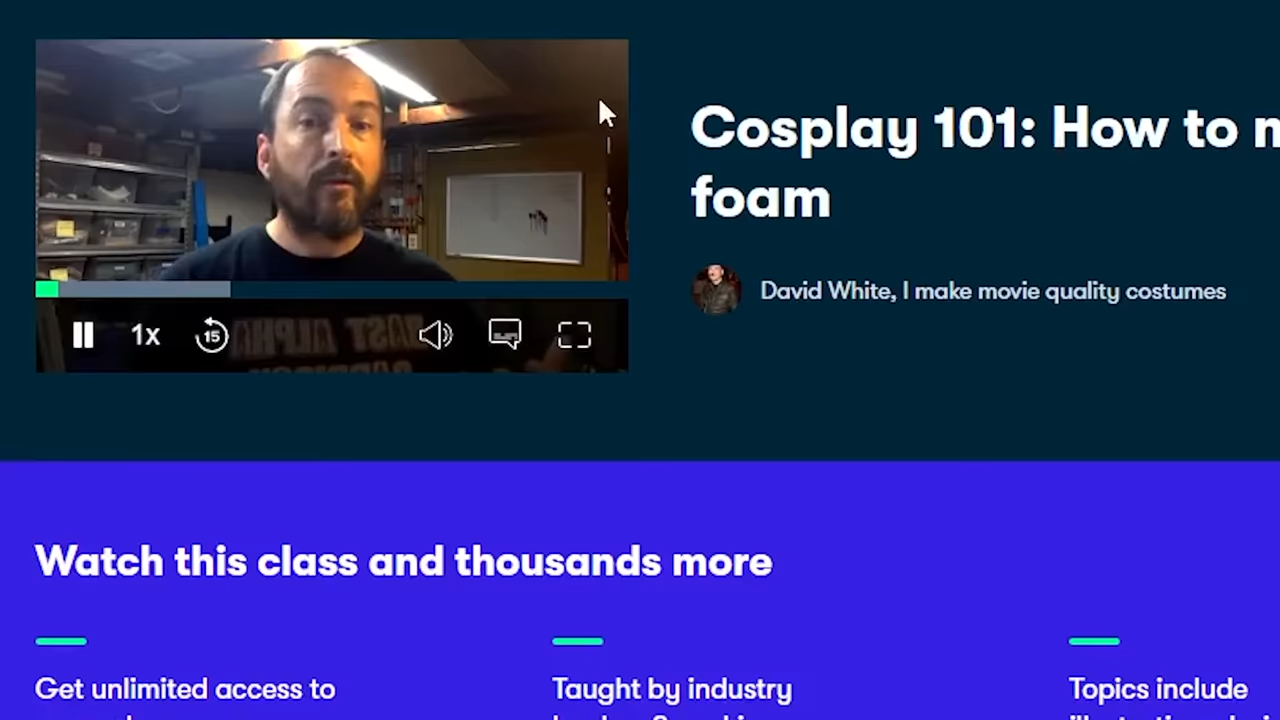 Cosplay 101: How to
foam
David White, I make movie quality costumes
1x
15
Watch this class and thousands more
Get unlimited access to
Taught by industry
Topics include